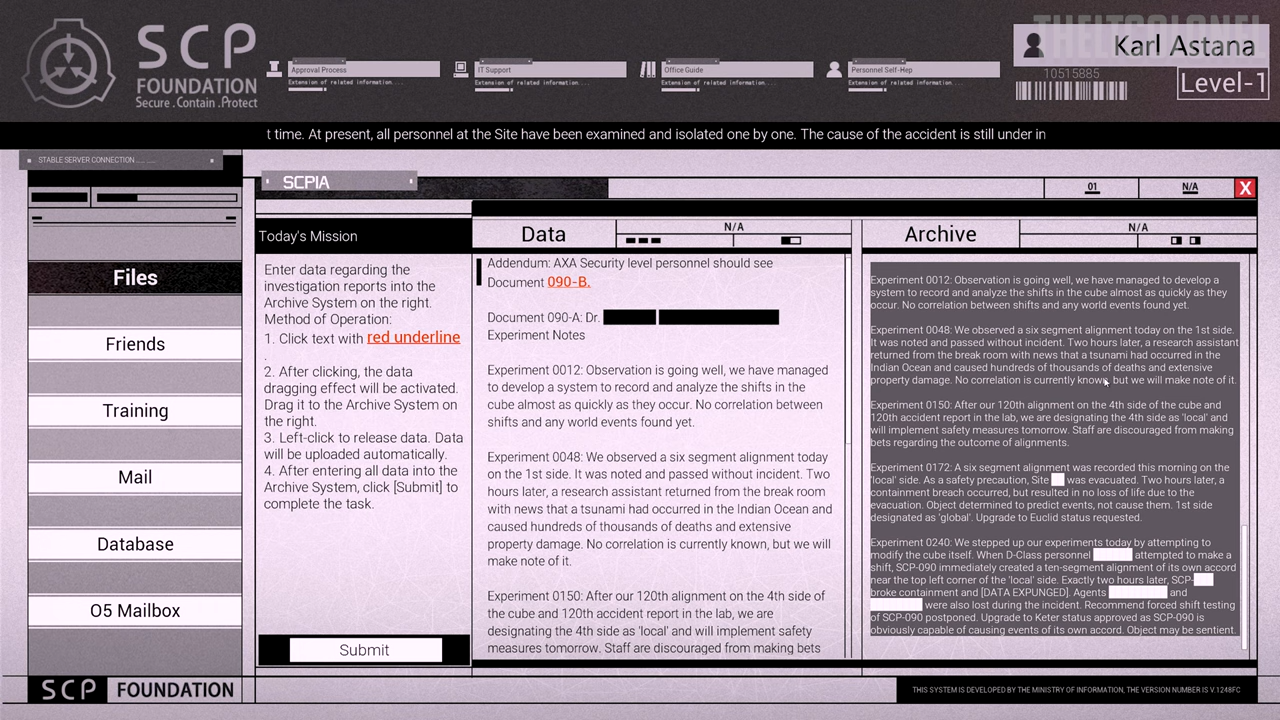 THELTCOLONEL
SCP
FOUNDATION
Secure .Contain .Protect
Approval Process
Extension of related information...
IT Support
Extension of related information...
Office Guide
Extension of related information...
Personnel Self-Hep
Extension of related information...
Karl Astana
10515885
Level-1
t time. At present, all personnel at the Site have been examined and isolated one by one. The cause of the accident is still under in
STABLE SERVER CONNECTION
Files
Friends
Training
Mail
Database
O5 Mailbox
SCPIA
01
N/A
X
Today's Mission
Enter data regarding the
investigation reports into the
Archive System on the right.
Method of Operation:
1. Click text with red underline
.
2. After clicking, the data
dragging effect will be activated.
Drag it to the Archive System on
the right.
3. Left-click to release data. Data
will be uploaded automatically.
4. After entering all data into the
Archive System, click [Submit] to
complete the task.
Submit
Data
N/A
Addendum: AXA Security level personnel should see
Document 090-B.
Document 090-A: Dr.
Experiment Notes
Experiment 0012: Observation is going well, we have managed
to develop a system to record and analyze the shifts in the
cube almost as quickly as they occur. No correlation between
shifts and any world events found yet.
Experiment 0048: We observed a six segment alignment today
on the 1st side. It was noted and passed without incident. Two
hours later, a research assistant returned from the break room
with news that a tsunami had occurred in the Indian Ocean and
caused hundreds of thousands of deaths and extensive
property damage. No correlation is currently known, but we will
make note of it.
Experiment 0150: After our 120th alignment on the 4th side of
the cube and 120th accident report in the lab, we are
designating the 4th side as 'local' and will implement safety
measures tomorrow. Staff are discouraged from making bets
Archive
N/A
Experiment 0012: Observation is going well, we have managed to develop a
system to record and analyze the shifts in the cube almost as quickly as they
occur. No correlation between shifts and any world events found yet.
Experiment 0048: We observed a six segment alignment today on the 1st side.
It was noted and passed without incident. Two hours later, a research assistant
returned from the break room with news that a tsunami had occurred in the
Indian Ocean and caused hundreds of thousands of deaths and extensive
property damage. No correlation is currently known, but we will make note of it.
Experiment 0150: After our 120th alignment on the 4th side of the cube and
120th accident report in the lab, we are designating the 4th side as 'local' and
will implement safety measures tomorrow. Staff are discouraged from making
bets regarding the outcome of alignments.
Experiment 0172: A six segment alignment was recorded this morning on the
'local' side. As a safety precaution, Site was evacuated. Two hours later, a
containment breach occurred, but resulted in no loss of life due to the
evacuation. Object determined to predict events, not cause them. 1st side
designated as 'global'. Upgrade to Euclid status requested.
Experiment 0240: We stepped up our experiments today by attempting to
modify the cube itself. When D-Class personnel attempted to make a
shift, SCP-090 immediately created a ten-segment alignment of its own accord
near the top left corner of the 'local' side. Exactly two hours later, SCP-
broke containment and [DATA EXPUNGED]. Agents and
were also lost during the incident. Recommend forced shift testing
of SCP-090 postponed. Upgrade to Keter status approved as SCP-090 is
obviously capable of causing events of its own accord. Object may be sentient.
SCP FOUNDATION
THIS SYSTEM IS DEVELOPED BY THE MINISTRY OF INFORMATION, THE VERSION NUMBER IS V.1248FC